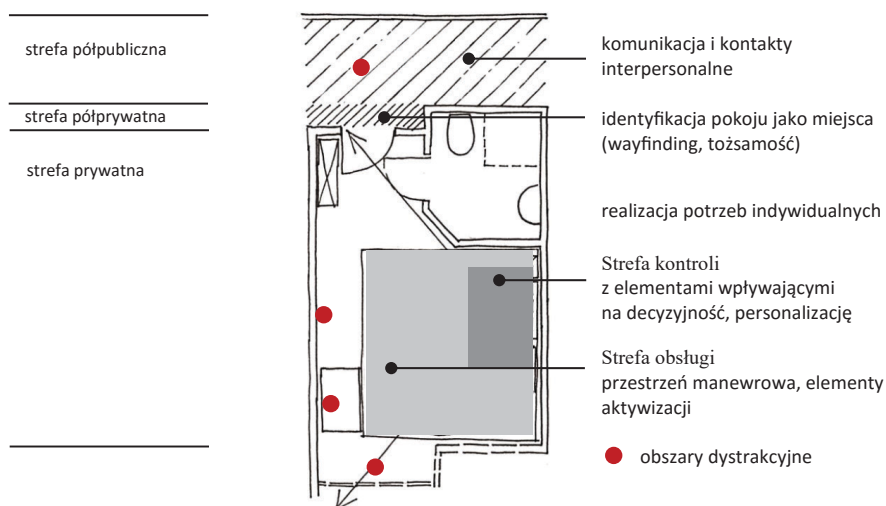 strefa półpubliczna
strefa półprywatna
strefa prywatna
komunikacja i kontakty
interpersonalne
identyfikacja pokoju jako miejsca
(wayfinding, tożsamość)
realizacja potrzeb indywidualnych
Strefa kontroli
z elementami wpływającymi
na decyzyjność, personalizację
Strefa obsługi
przestrzeń manewrowa, elementy
aktywizacji
obszary dystrakcyjne